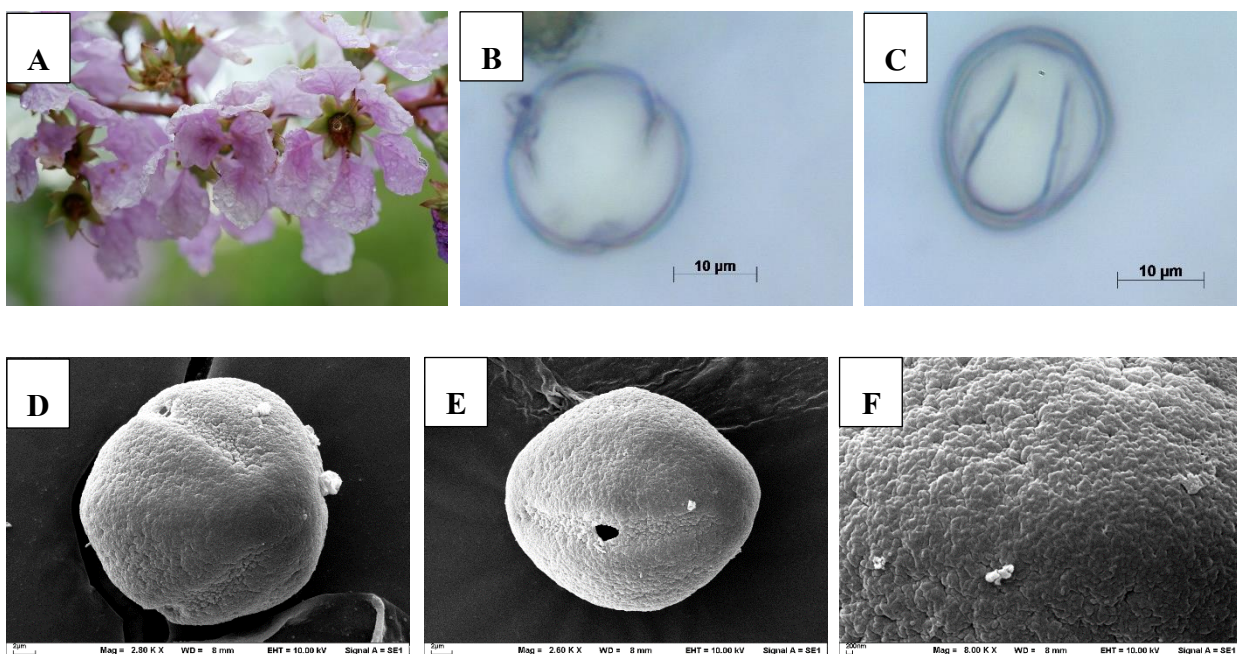 A
B
10 µm
C
10 µm
D
2µm Mag = 2.80 K X WD = 8 mm EHT = 10.00 kV Signal A = SE1
E
2µm Mag = 2.60 K X WD = 8 mm EHT = 10.00 kV Signal A = SE1
F
200nm Mag = 8.00 K X WD = 8 mm EHT = 10.00 kV Signal A = SE1